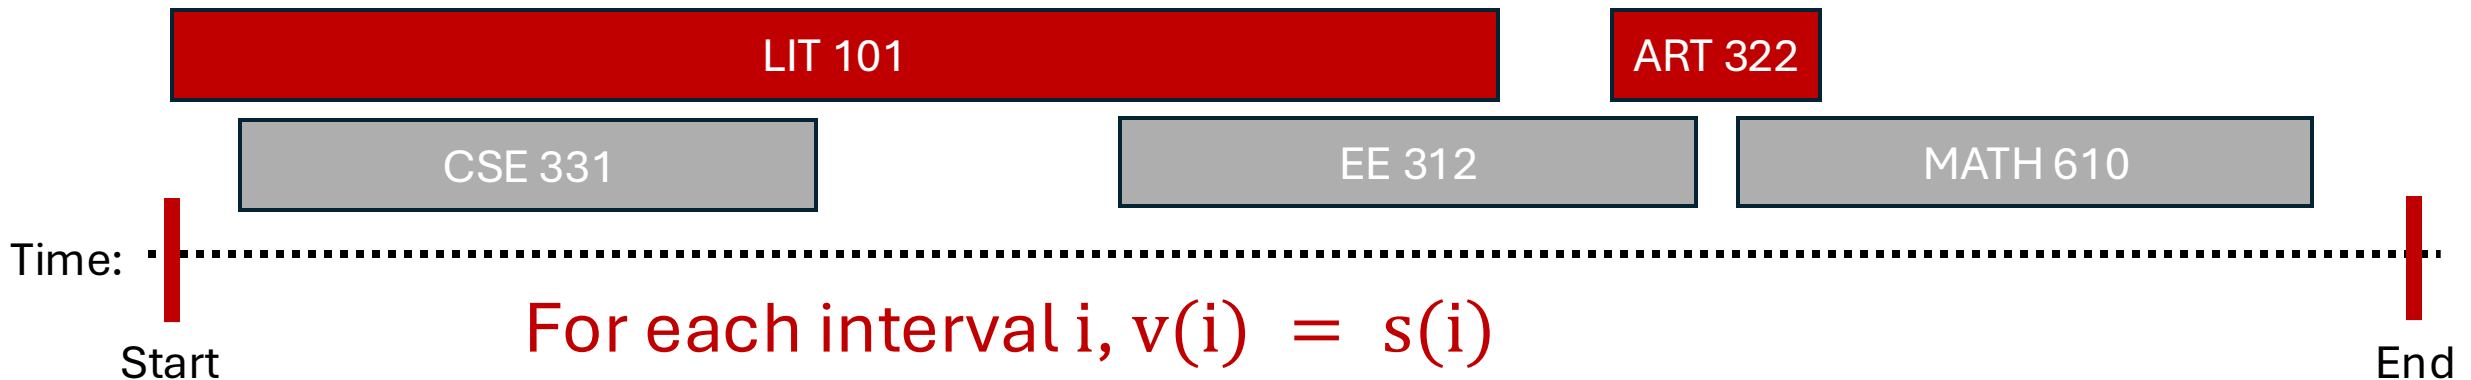 LIT 101
ART 322
CSE 331
EE 312
MATH 610
Time:
For each interval i, v(i) = s(i)
Start
End